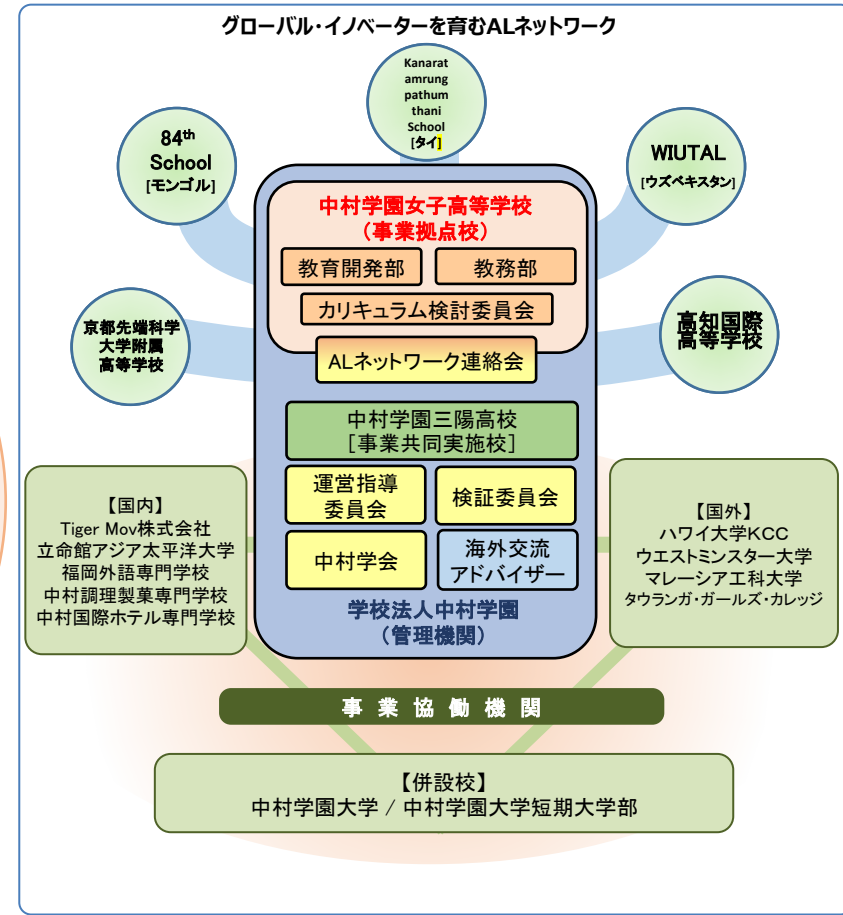 グローバル・イノベーターを育むALネットワーク
Kanarat
amrung
pathum
thani
School
[タイ]
84th
School
[モンゴル]
WIUTAL
[ウズベキスタン]
京都先端科学
大学附属
高等学校
高知国際
高等学校
中村学園女子高等学校
（事業拠点校）
教育開発部
教務部
カリキュラム検討委員会
ALネットワーク連絡会
中村学園三陽高校
［事業共同実施校］
運営指導
委員会
検証委員会
中村学会
海外交流
アドバイザー
学校法人中村学園
（管理機関）
【国内】
Tiger Mov株式会社
立命館アジア太平洋大学
福岡外語専門学校
中村調理製菓専門学校
中村国際ホテル専門学校
【国外】
ハワイ大学KCC
ウエストミンスター大学
マレーシア工科大学
タウランガ・ガールズ・カレッジ
事業協働機関
【併設校】
中村学園大学 / 中村学園大学短期大学部